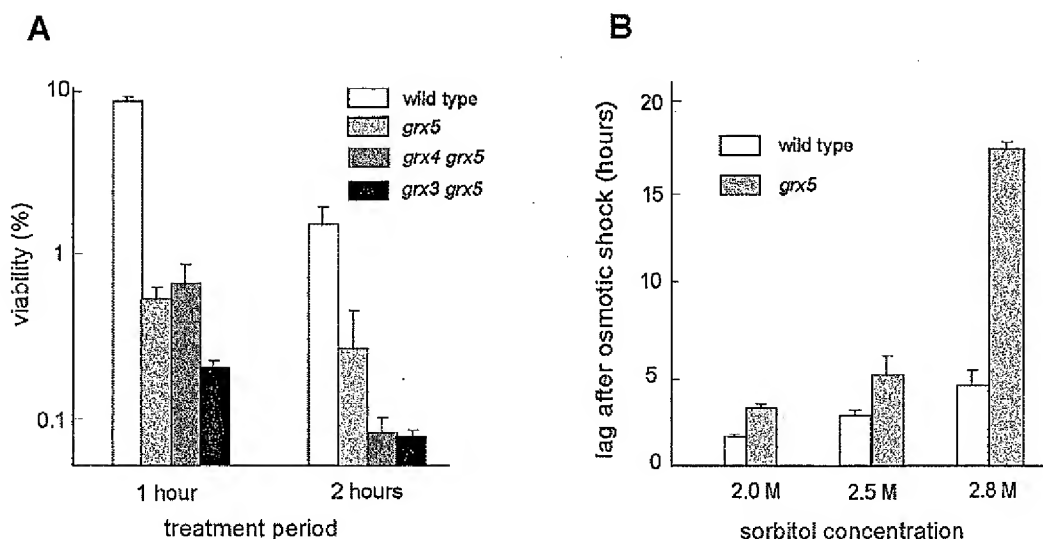 A
viability (%)
10
1
0.1
wild type
grx5
grx4 grx5
grx3 grx5
1 hour
2 hours
treatment period
B
lag after osmotic shock (hours)
20
15
10
5
0
wild type
grx5
2.0 M
2.5 M
2.8 M
sorbitol concentration